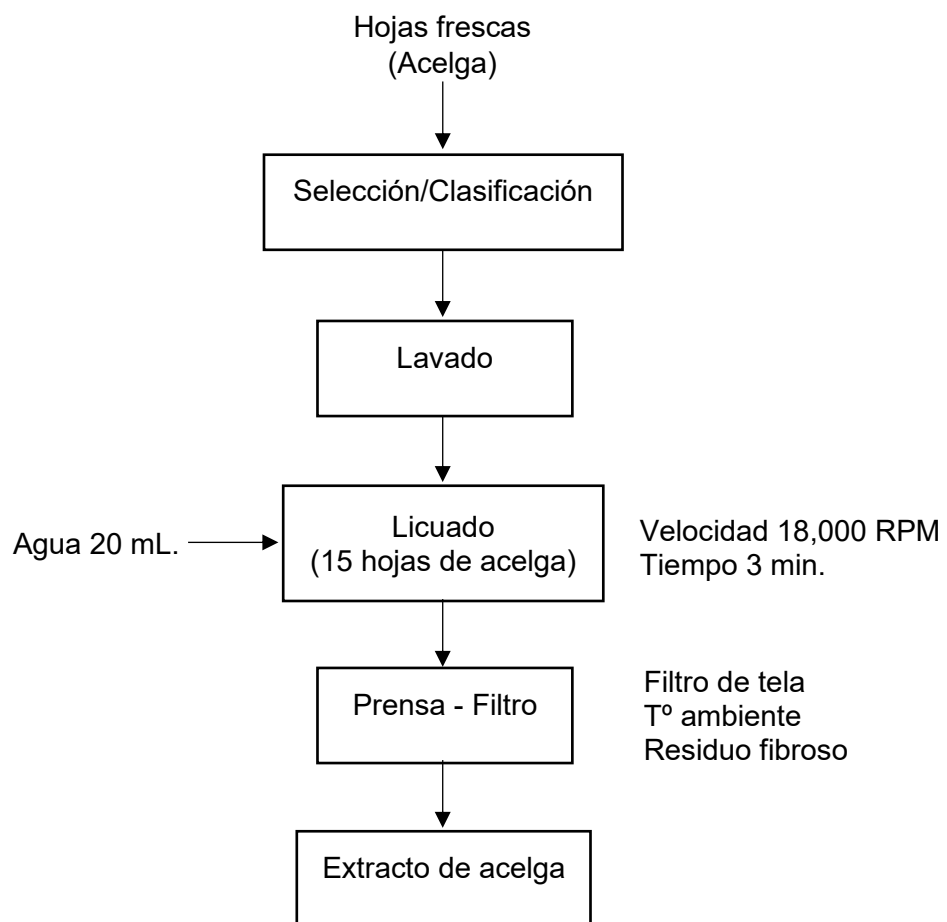 Hojas frescas
(Acelga)
Selección/Clasificación
Lavado
Agua 20 mL.
Licuado
(15 hojas de acelga)
Velocidad 18,000 RPM
Tiempo 3 min.
Prensa - Filtro
Filtro de tela
Tº ambiente
Residuo fibroso
Extracto de acelga